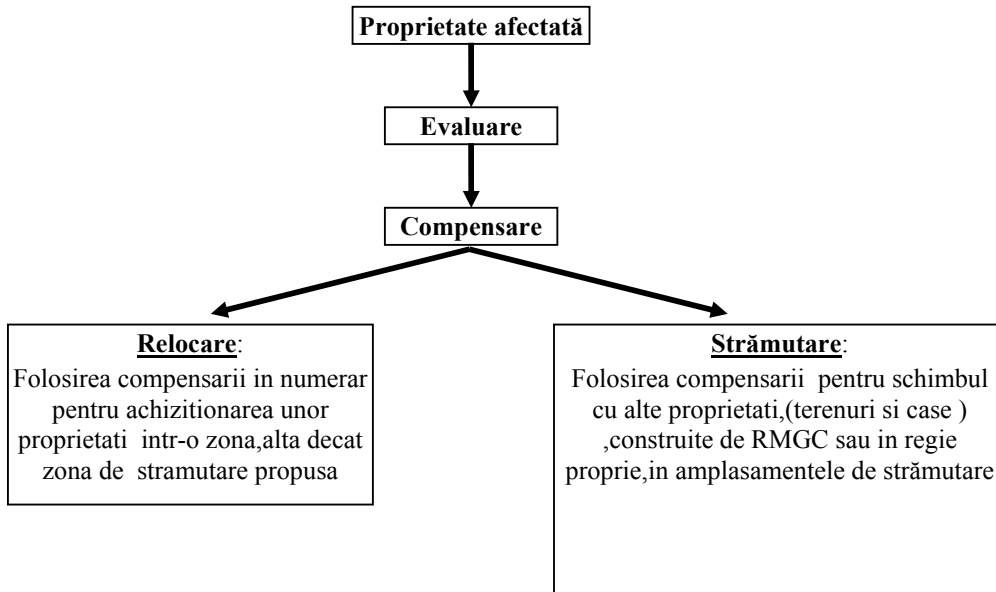 Proprietate afectată
Evaluare
Compensare
Relocare:
Folosirea compensarii in numerar
pentru achizitionarea unor
proprietati intr-o zona,alta decat
zona de stramutare propusa
Strămutare:
Folosirea compensarii pentru schimbul
cu alte proprietati,(terenuri si case )
,construite de RMGC sau in regie
proprie,in amplasamentele de strămutare